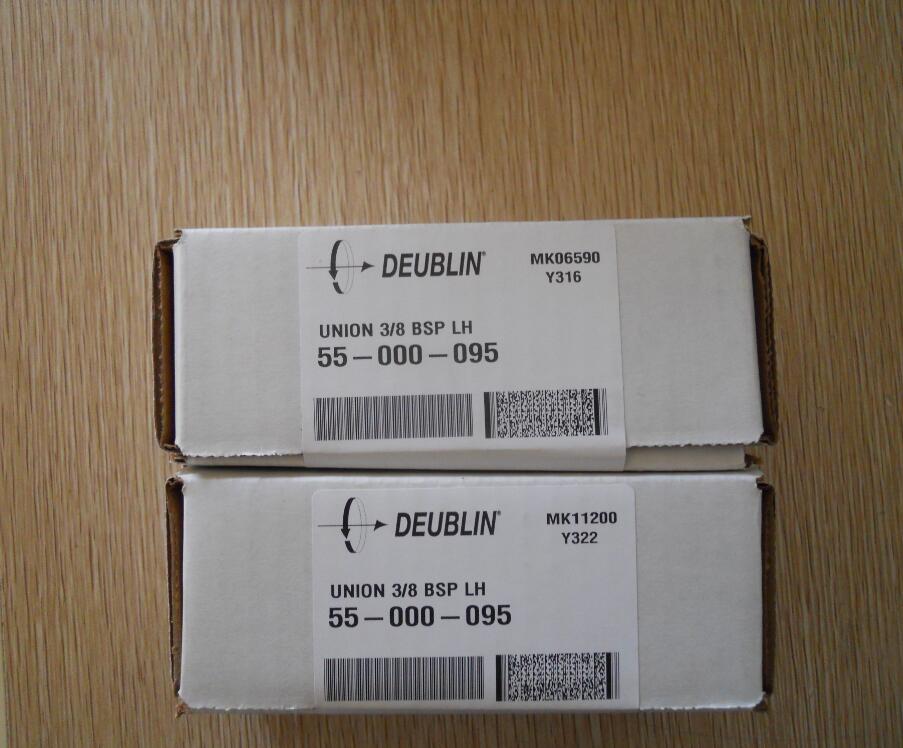 DEUBLIN®
MK06590
Y316
UNION 3/8 BSP LH
55-000-095
DEUBLIN®
MK11200
Y322
UNION 3/8 BSP LH
55-000-095